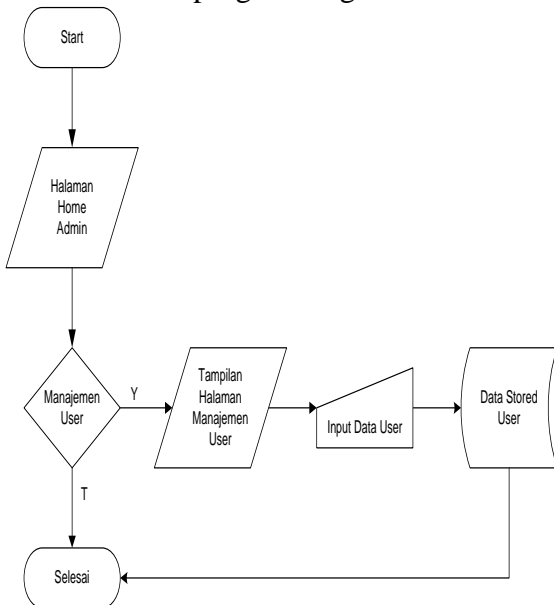 Start
Halaman
Home
Admin
Manajemen
User
Y
Tampilan
Halaman
Manajemen
User
Input Data User
Data Stored
User
T
Selesai